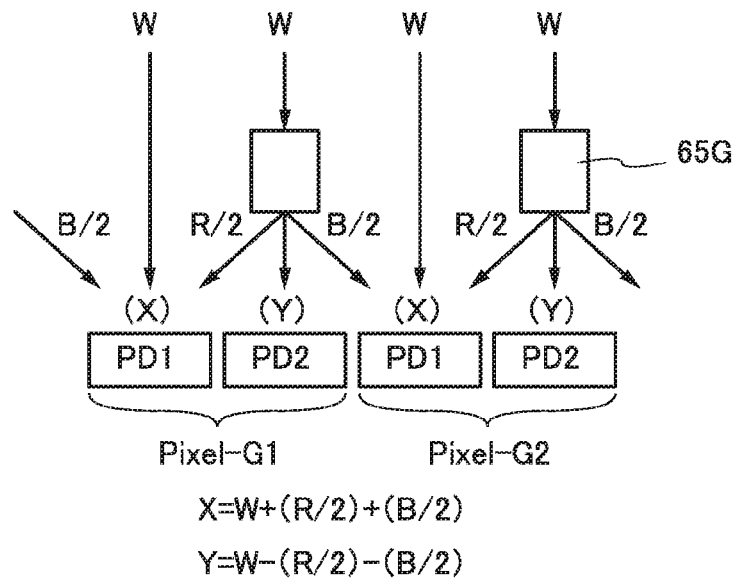 W W W W
65G
B/2 R/2 B/2 R/2 B/2
(X) (Y) (X) (Y)
PD1 PD2 PD1 PD2
Pixel-G1 Pixel-G2
X=W+(R/2)+(B/2)
Y=W-(R/2)-(B/2)